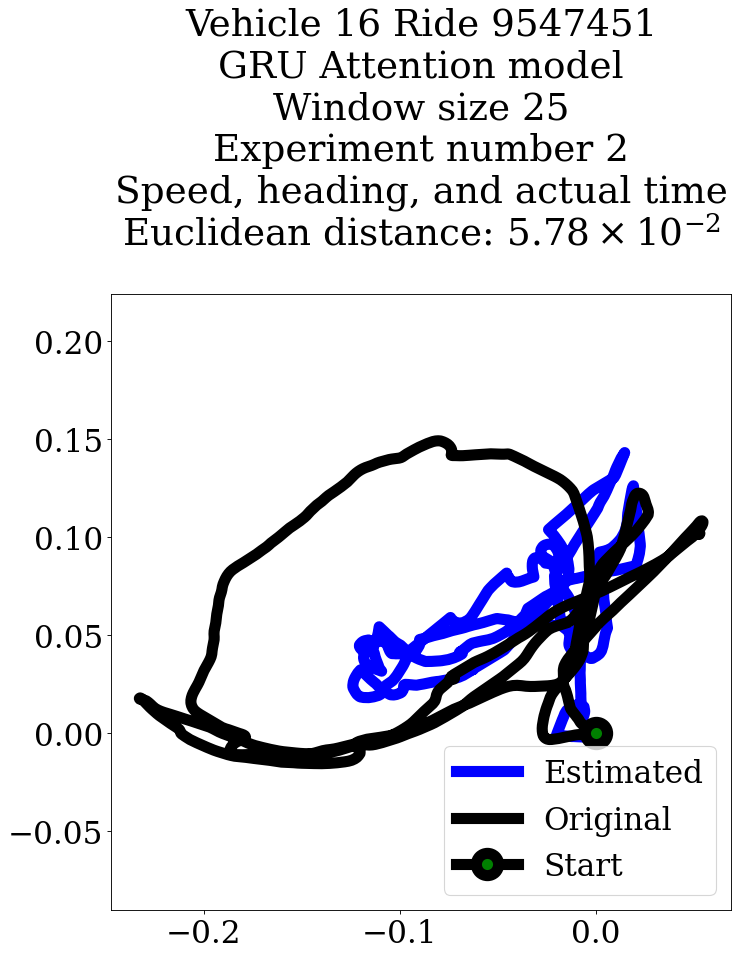 Vehicle 16 Ride 9547451
GRU Attention model
Window size 25
Experiment number 2
Speed, heading, and actual time
Euclidean distance: 5.78 × 10⁻²
0.20
0.15
0.10
0.05
0.00
−0.05
Estimated
Original
Start
−0.2 −0.1 0.0